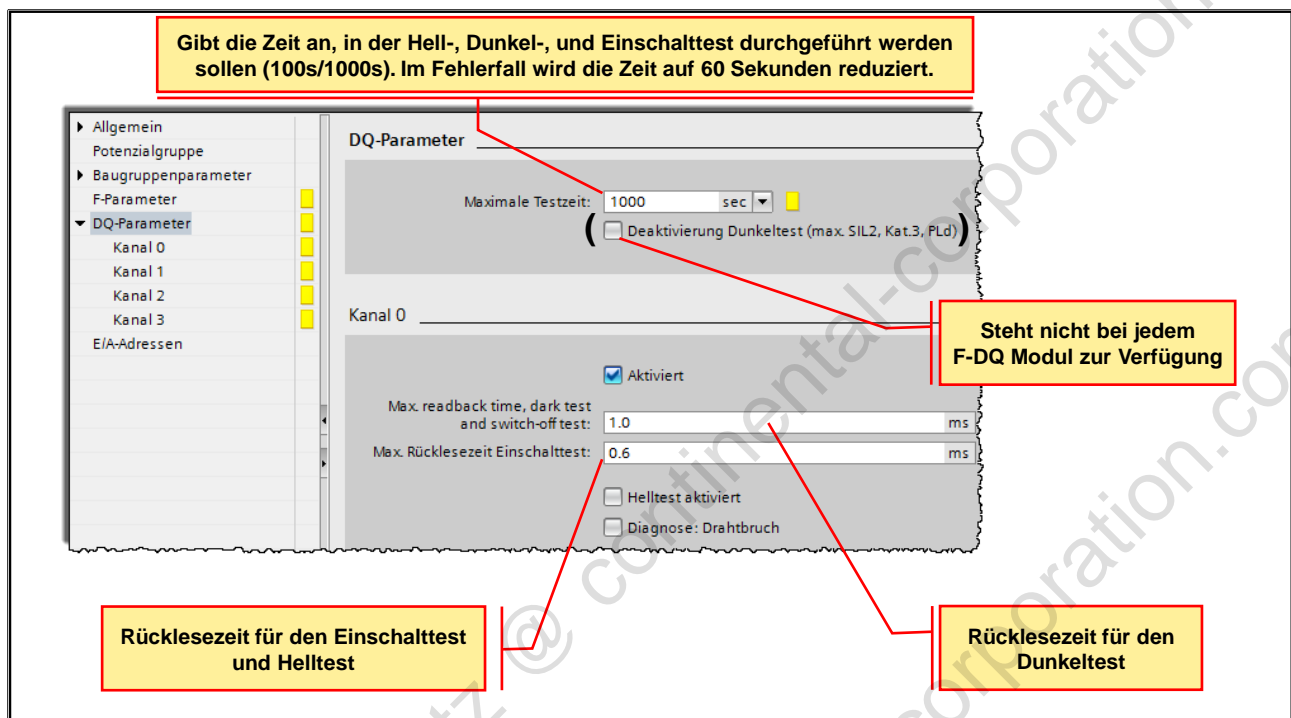 Gibt die Zeit an, in der Hell-, Dunkel-, und Einschalttest durchgeführt werden
sollen (100s/1000s). Im Fehlerfall wird die Zeit auf 60 Sekunden reduziert.
Allgemein
Potenzialgruppe
Baugruppenparameter
F-Parameter
DQ-Parameter
Kanal 0
Kanal 1
Kanal 2
Kanal 3
E/A-Adressen
DQ-Parameter
Maximale Testzeit: 1000 sec
( Deaktivierung Dunkeltest (max. SIL2, Kat.3, PLd) )
Kanal 0
Steht nicht bei jedem
F-DQ Modul zur Verfügung
Aktiviert
Max. readback time, dark test
and switch-off test: 1.0 ms
Max. Rücklesezeit Einschalttest: 0.6 ms
Helltest aktiviert
Diagnose: Drahtbruch
Rücklesezeit für den Einschalttest
und Helltest
Rücklesezeit für den
Dunkeltest
tz @ continental-corporation.co
corporation.